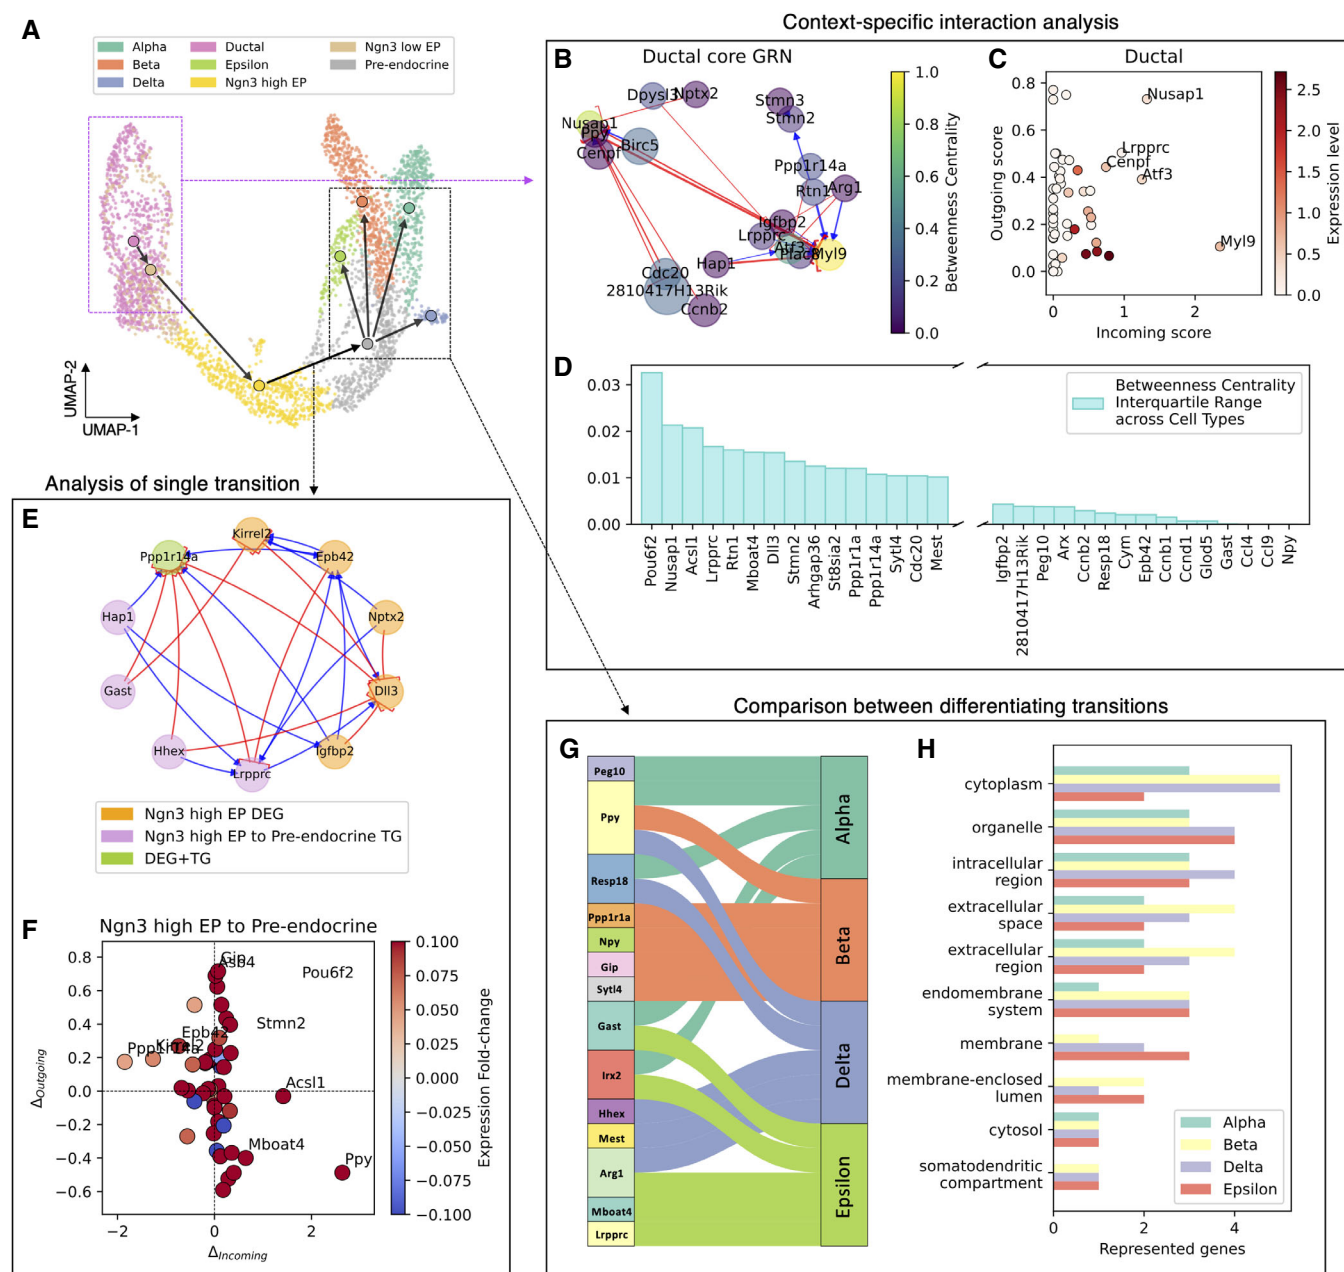 A
Alpha
Beta
Delta
Ductal
Epsilon
Ngn3 high EP
Ngn3 low EP
Pre-endocrine
UMAP-2
UMAP-1
Context-specific interaction analysis
B
Ductal core GRN
Dpysl3
Nptx2
Stmn3
Stmn2
Nusap1
Ppy
Cenpf
Birc5
Ppp1r14a
Rtn1
Arg1
Igfbp2
Lrpprc
Atf3
Plac8
Myl9
Hap1
Cdc20
2810417H13Rik
Ccnb2
1.0
0.8
0.6
0.4
0.2
0.0
Betweenness Centrality
C
Ductal
Nusap1
Lrpprc
Cenpf
Atf3
Myl9
0.8
0.6
0.4
0.2
0.0
Outgoing score
0
1
2
Incoming score
2.5
2.0
1.5
1.0
0.5
0.0
Expression level
D
0.03
0.02
0.01
0.00
Betweenness Centrality
Interquartile Range
across Cell Types
Pou6f2
Nusap1
Acsl1
Lrpprc
Rtn1
Mboat4
Dll3
Stmn2
Arhgap36
St8sia2
Ppp1r1a
Ppp1r14a
Sytl4
Cdc20
Mest
Igfbp2
2810417H13Rik
Peg10
Arx
Ccnb2
Resp18
Cym
Epb42
Ccnb1
Ccnd1
Glod5
Gast
Ccl4
Ccl9
Npy
Analysis of single transition
E
Kirrel2
Ppp1r14a
Epb42
Hap1
Nptx2
Gast
Dll3
Hhex
Igfbp2
Lrpprc
Ngn3 high EP DEG
Ngn3 high EP to Pre-endocrine TG
DEG+TG
F
Ngn3 high EP to Pre-endocrine
Gip
Asb4
Pou6f2
Stmn2
Epb42
Kirrel2
Ppp1r14a
Acsl1
Mboat4
Ppy
0.8
0.6
0.4
0.2
0.0
−0.2
−0.4
−0.6
ΔOutgoing
−2
0
2
ΔIncoming
0.100
0.075
0.050
0.025
0.000
−0.025
−0.050
−0.075
−0.100
Expression Fold-change
Comparison between differentiating transitions
G
Peg10
Ppy
Resp18
Ppp1r1a
Npy
Gip
Sytl4
Gast
Irx2
Hhex
Mest
Arg1
Mboat4
Lrpprc
Alpha
Beta
Delta
Epsilon
H
cytoplasm
organelle
intracellular
region
extracellular
space
extracellular
region
endomembrane
system
membrane
membrane-enclosed
lumen
cytosol
somatodendritic
compartment
Alpha
Beta
Delta
Epsilon
0
2
4
Represented genes